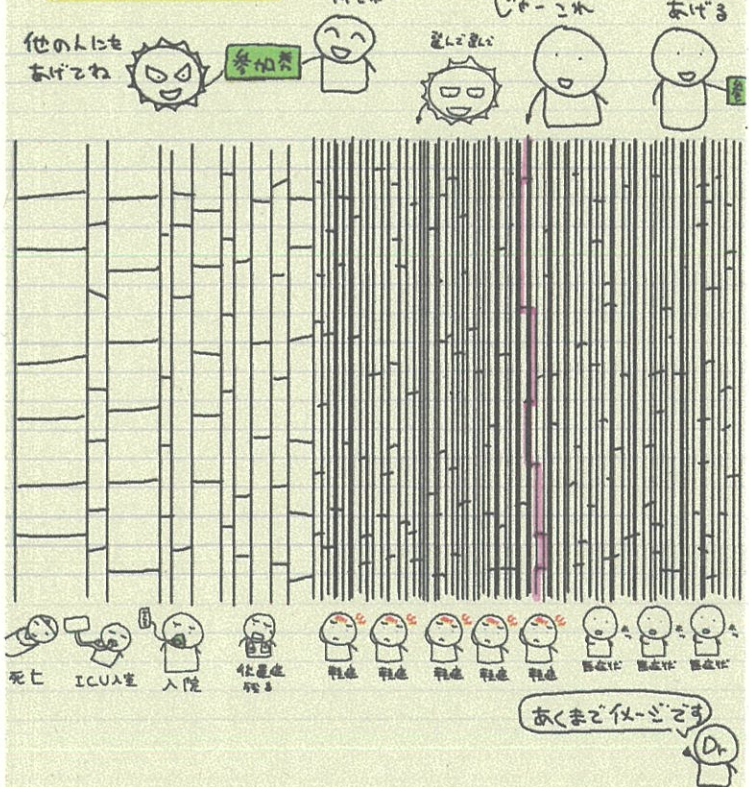 じゃーこれ
あげる
他の人にも
あげてね
参加券
選んで選んで
参
死亡
ICU入室
入院
後遺症
残る
軽症
軽症
軽症
軽症
軽症
無症状
無症状
無症状
あくまでイメージです
Dr